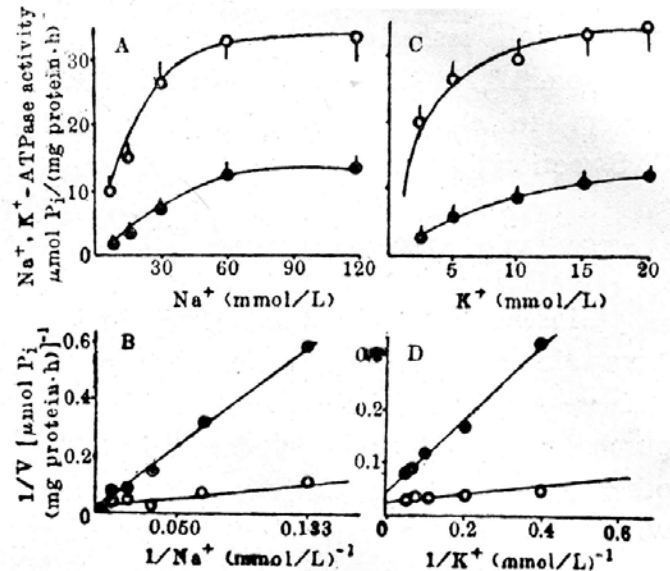 A
C
Na⁺, K⁺-ATPase activity
μmol Pᵢ/(mg protein·h)
30
20
10
0
30
60
90
120
5
10
15
20
Na⁺ (mmol/L)
K⁺ (mmol/L)
B
D
1/V [μmol Pᵢ
(mg protein·h)]⁻¹
0.6
0.4
0.2
0
0.2
0.1
0.060
0.133
0
0.2
0.4
0.6
1/Na⁺ (mmol/L)⁻¹
1/K⁺ (mmol/L)⁻¹